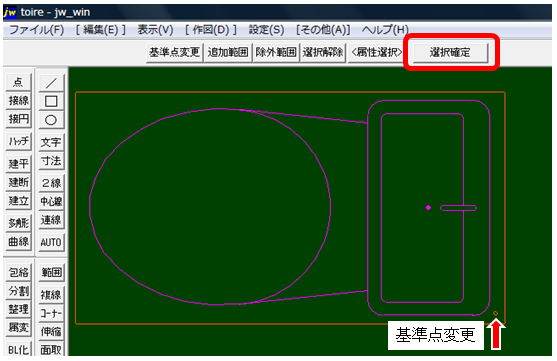 jw toire - jw_win
ファイル(F) [ 編集(E) ] 表示(V) [ 作図(D) ] 設定(S) [その他(A)] ヘルプ(H)
基準点変更 追加範囲 除外範囲 選択解除 <属性選択> 選択確定
点 ／
接線 □
接円 ○
ハッチ 文字
建平 寸法
建断 2線
建立 中心線
多角形 連線
曲線 AUTO
包絡 範囲
分割 複線
整理 コーナー
属変 伸縮
BL化 面取
基準点変更